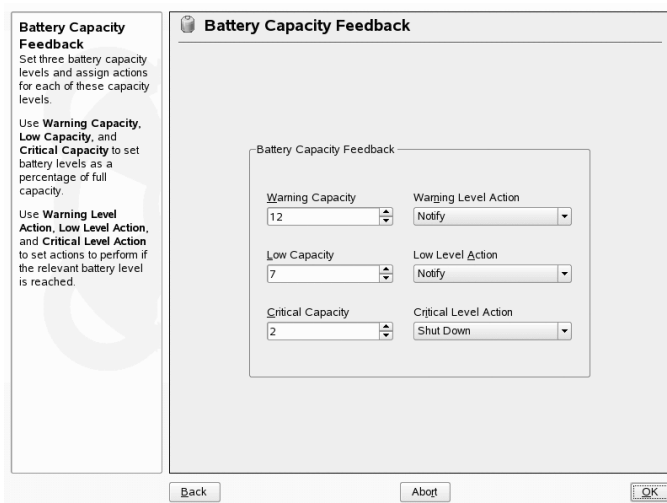 Battery Capacity
Feedback
Set three battery capacity
levels and assign actions
for each of these capacity
levels.
Use Warning Capacity,
Low Capacity, and
Critical Capacity to set
battery levels as a
percentage of full
capacity.
Use Warning Level
Action, Low Level Action,
and Critical Level Action
to set actions to perform if
the relevant battery level
is reached.
Battery Capacity Feedback
Battery Capacity Feedback
Warning Capacity
Warning Level Action
12
Notify
Low Capacity
Low Level Action
7
Notify
Critical Capacity
Critical Level Action
2
Shut Down
Back
Abort
OK